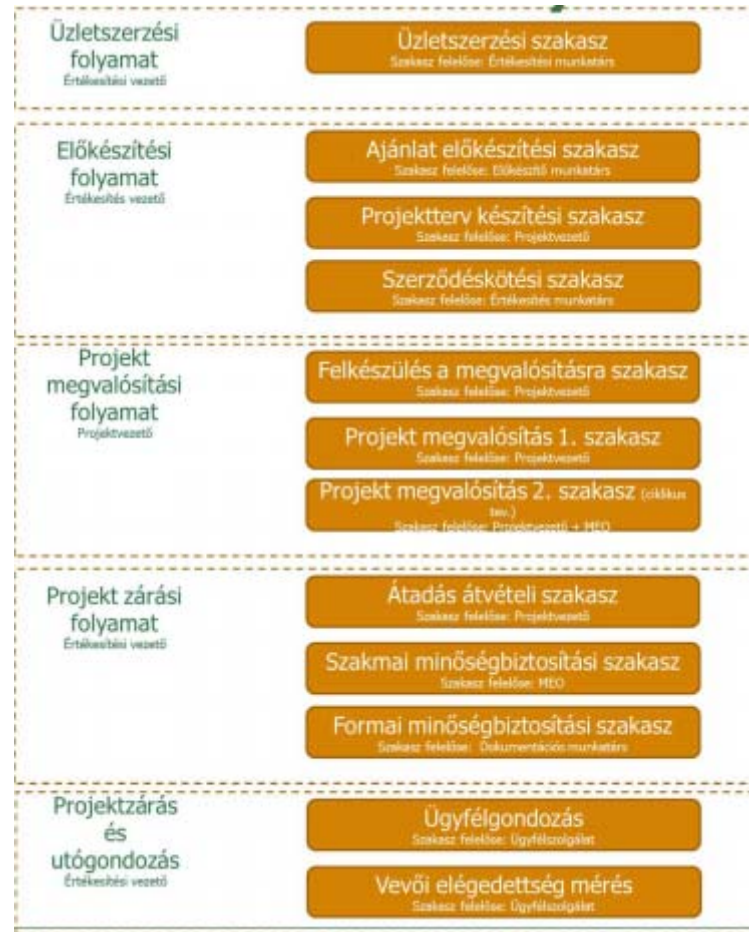 Üzletszerzési
folyamat
Értékesítési vezető
Üzletszerzési szakasz
Szakasz felelőse: Értékesítési munkatárs
Előkészítési
folyamat
Értékesítés vezető
Ajánlat előkészítési szakasz
Szakasz felelőse: Előkészítő munkatárs
Projektterv készítési szakasz
Szakasz felelőse: Projektvezető
Szerződéskötési szakasz
Szakasz felelőse: Értékesítés munkatárs
Projekt
megvalósítási
folyamat
Projektvezető
Felkészülés a megvalósításra szakasz
Szakasz felelőse: Projektvezető
Projekt megvalósítás 1. szakasz
Szakasz felelőse: Projektvezető
Projekt megvalósítás 2. szakasz (ciklikus
tev.)
Szakasz felelőse: Projektvezető + MEO
Projekt zárási
folyamat
Értékesítési vezető
Átadás átvételi szakasz
Szakasz felelőse: Projektvezető
Szakmai minőségbiztosítási szakasz
Szakasz felelőse: MEO
Formai minőségbiztosítási szakasz
Szakasz felelőse: Dokumentációs munkatárs
Projektzárás
és
utógondozás
Értékesítési vezető
Ügyfélgondozás
Szakasz felelőse: Ügyfélszolgálat
Vevői elégedettség mérés
Szakasz felelőse: Ügyfélszolgálat